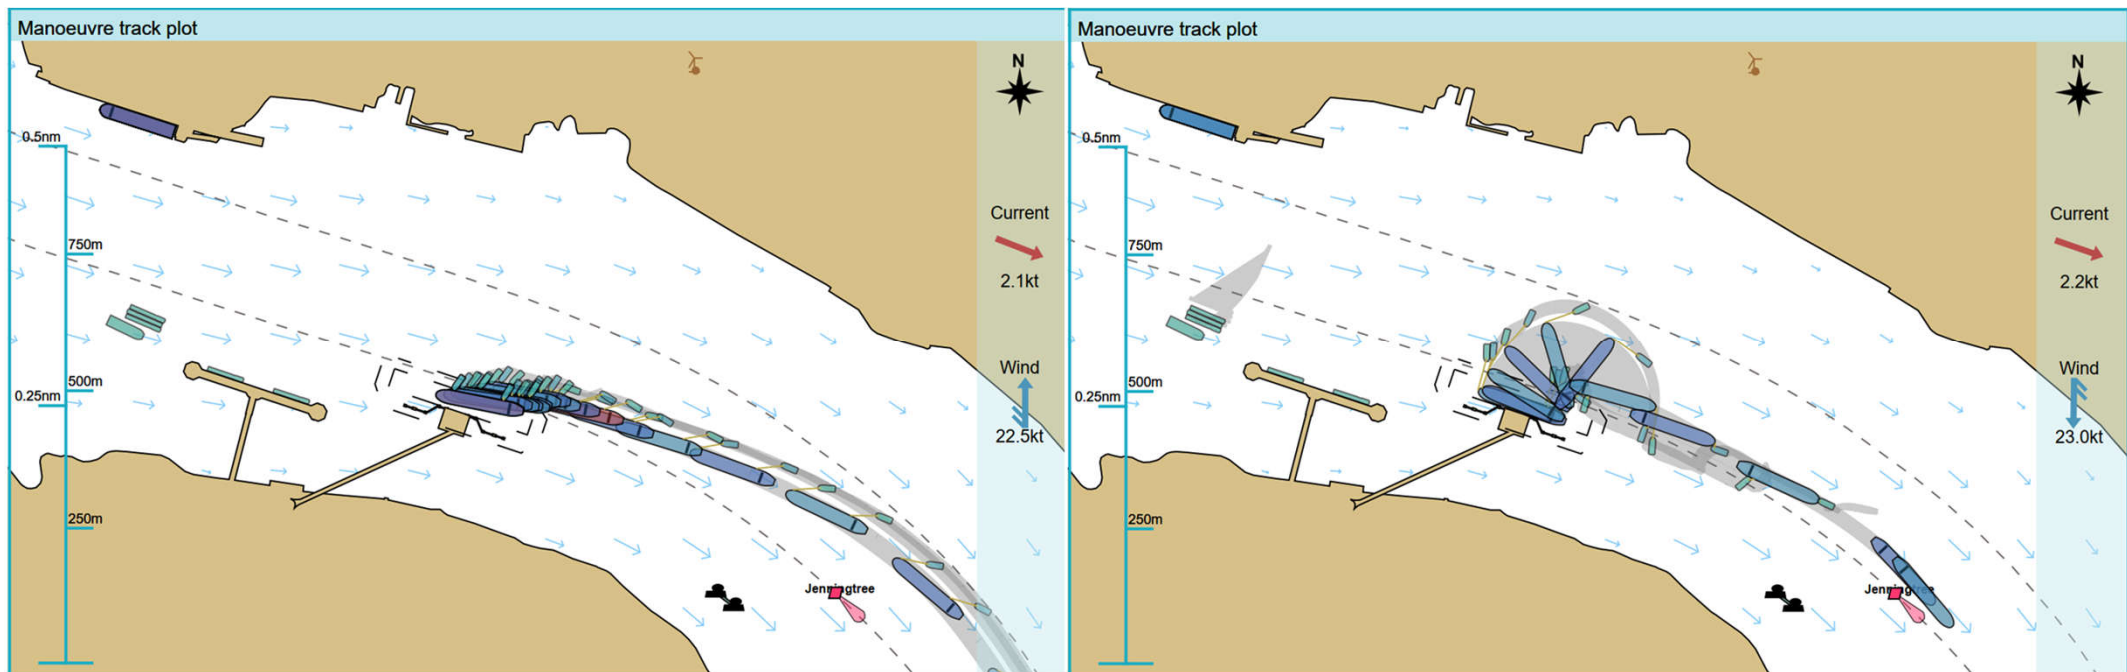 Manoeuvre track plot
N
0.5nm
Current
750m
2.1kt
Wind
500m
0.25nm
22.5kt
250m
Jenningtree
Manoeuvre track plot
N
0.5nm
Current
750m
2.2kt
Wind
500m
0.25nm
23.0kt
250m
Jenningtree